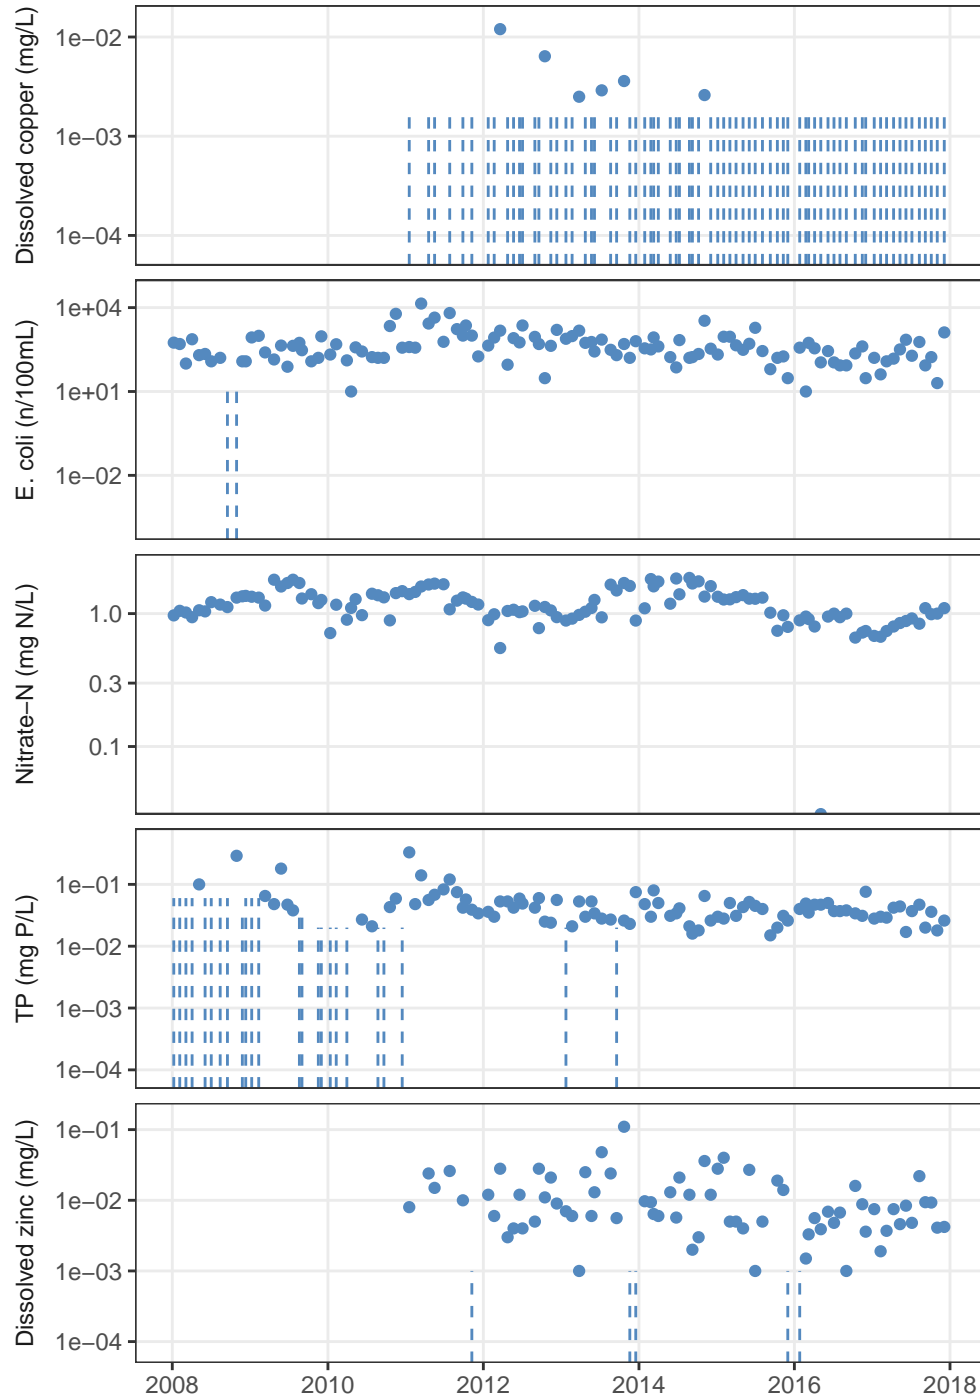 Dissolved copper (mg/L)
1e−02
1e−03
1e−04
E. coli (n/100mL)
1e+04
1e+01
1e−02
Nitrate−N (mg N/L)
1.0
0.3
0.1
TP (mg P/L)
1e−01
1e−02
1e−03
1e−04
Dissolved zinc (mg/L)
1e−01
1e−02
1e−03
1e−04
2008 2010 2012 2014 2016 2018